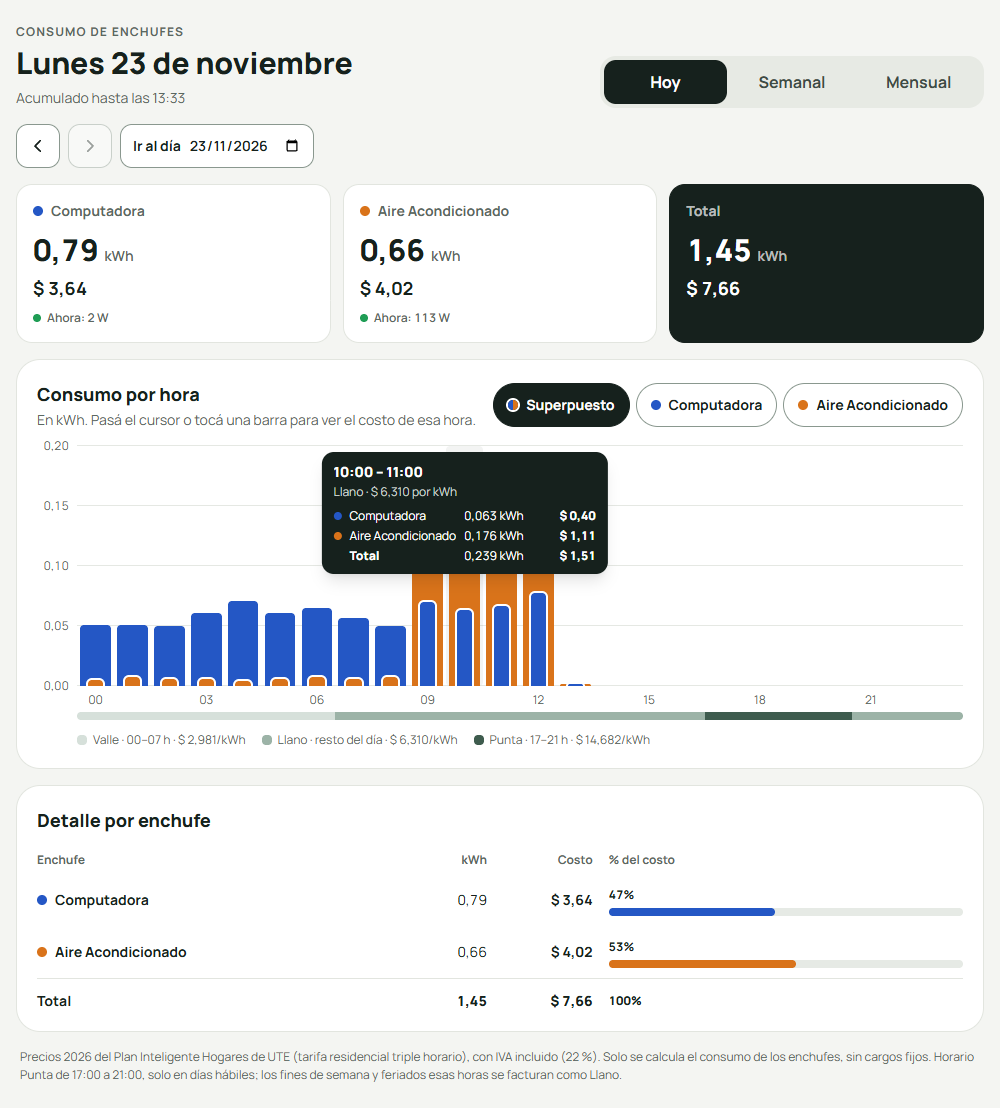 CONSUMO DE ENCHUFES
Lunes 23 de noviembre
Acumulado hasta las 13:33
Hoy
Semanal
Mensual
Ir al día 23/11/2026
Computadora
0,79 kWh
$ 3,64
Ahora: 2 W
Aire Acondicionado
0,66 kWh
$ 4,02
Ahora: 113 W
Total
1,45 kWh
$ 7,66
Consumo por hora
En kWh. Pasá el cursor o tocá una barra para ver el costo de esa hora.
Superpuesto
Computadora
Aire Acondicionado
0,20
0,15
0,10
0,05
0,00
10:00 – 11:00
Llano · $ 6,310 por kWh
Computadora 0,063 kWh $ 0,40
Aire Acondicionado 0,176 kWh $ 1,11
Total 0,239 kWh $ 1,51
00 03 06 09 12 15 18 21
Valle · 00–07 h · $ 2,981/kWh
Llano · resto del día · $ 6,310/kWh
Punta · 17–21 h · $ 14,682/kWh
Detalle por enchufe
Enchufe kWh Costo % del costo
Computadora 0,79 $ 3,64 47%
Aire Acondicionado 0,66 $ 4,02 53%
Total 1,45 $ 7,66 100%
Precios 2026 del Plan Inteligente Hogares de UTE (tarifa residencial triple horario), con IVA incluido (22 %). Solo se calcula el consumo de los enchufes, sin cargos fijos. Horario
Punta de 17:00 a 21:00, solo en días hábiles; los fines de semana y feriados esas horas se facturan como Llano.